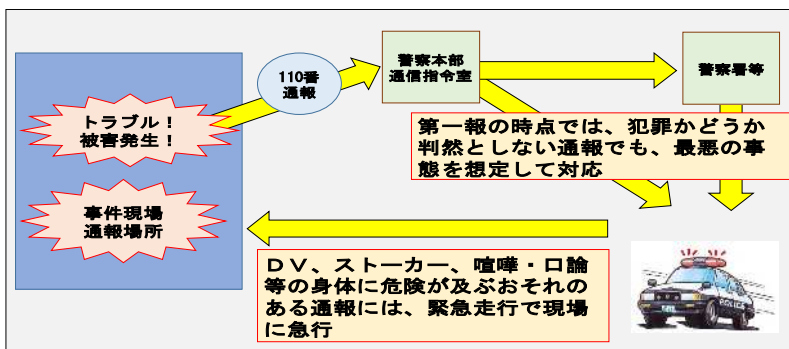 110番
通報
警察本部
通信指令室
警察署等
トラブル！
被害発生！
第一報の時点では、犯罪かどうか
判然としない通報でも、最悪の事
態を想定して対応
事件現場
通報場所
ＤＶ、ストーカー、喧嘩・口論
等の身体に危険が及ぶおそれの
ある通報には、緊急走行で現場
に急行
POLICE